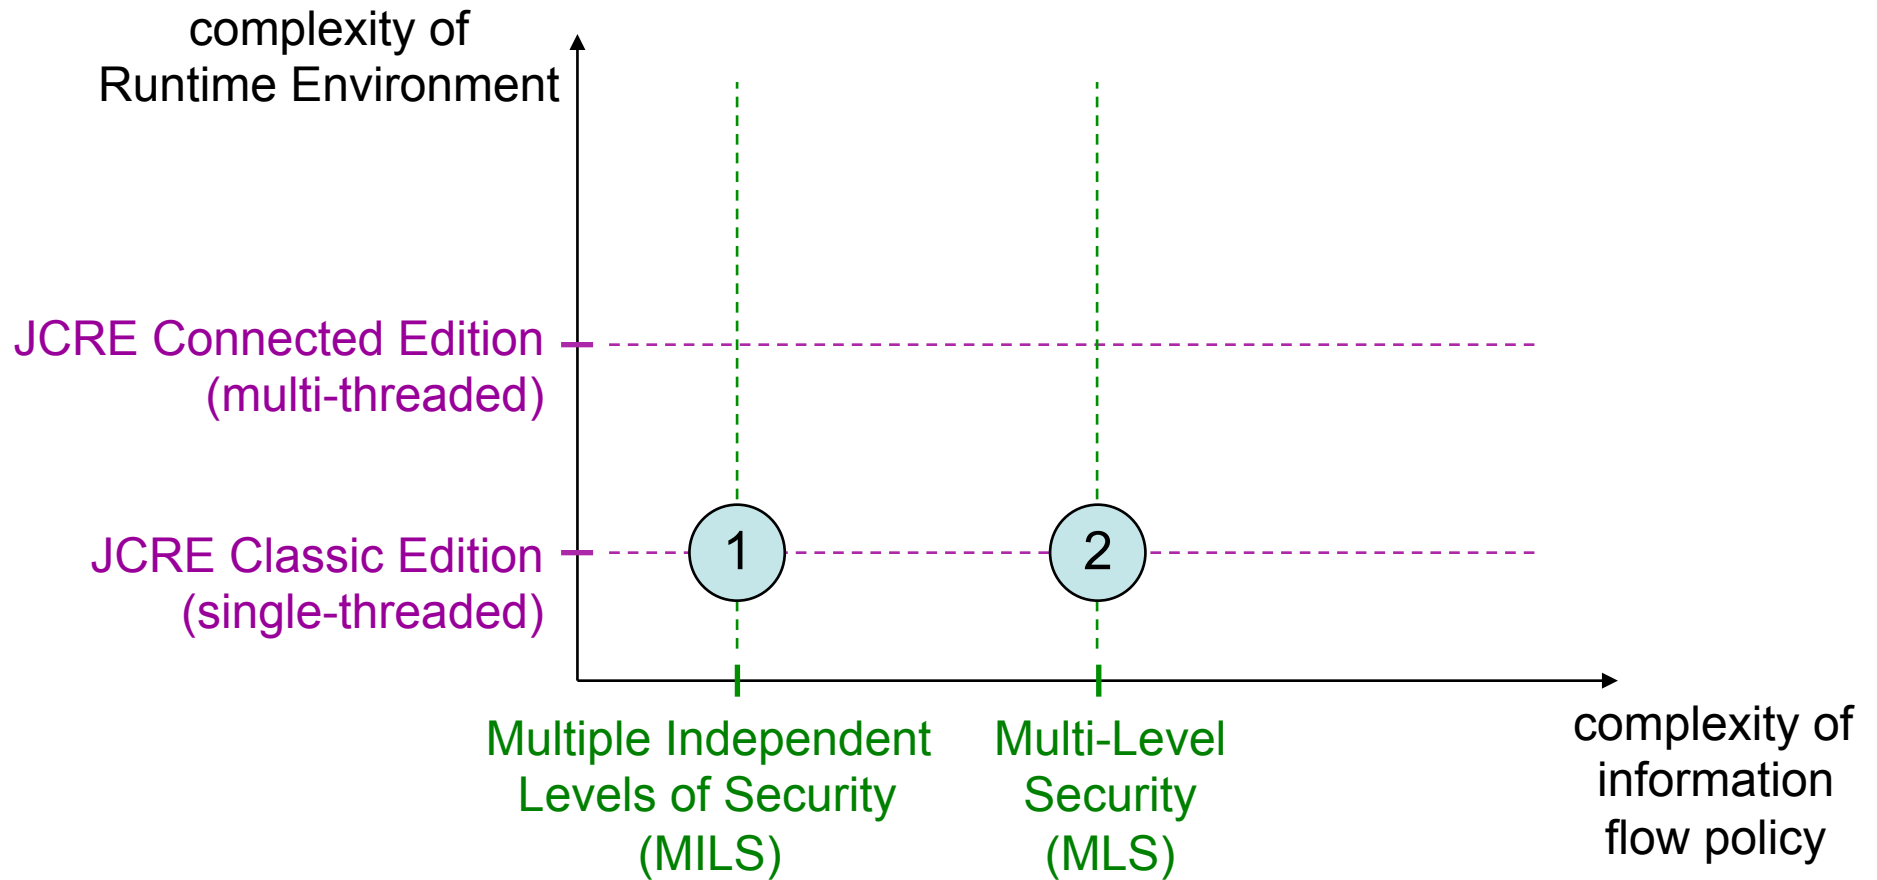 complexity of
Runtime Environment
JCRE Connected Edition
(multi-threaded)
JCRE Classic Edition
(single-threaded)
1
2
Multiple Independent
Levels of Security
(MILS)
Multi-Level
Security
(MLS)
complexity of
information
flow policy